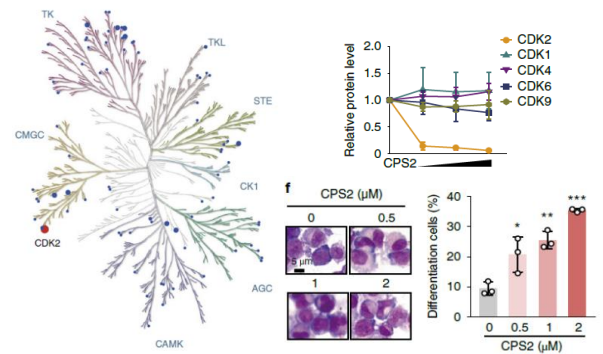 TK
TKL
STE
CMGC
CK1
CDK2
AGC
CAMK
Relative protein level
2.0
1.5
1.0
0.5
0
CPS2
CDK2
CDK1
CDK4
CDK6
CDK9
f
CPS2 (μM)
0 0.5
5 μm
1 2
Differentiation cells (%)
40
30
20
10
0
*
**
***
0 0.5 1 2
CPS2 (μM)